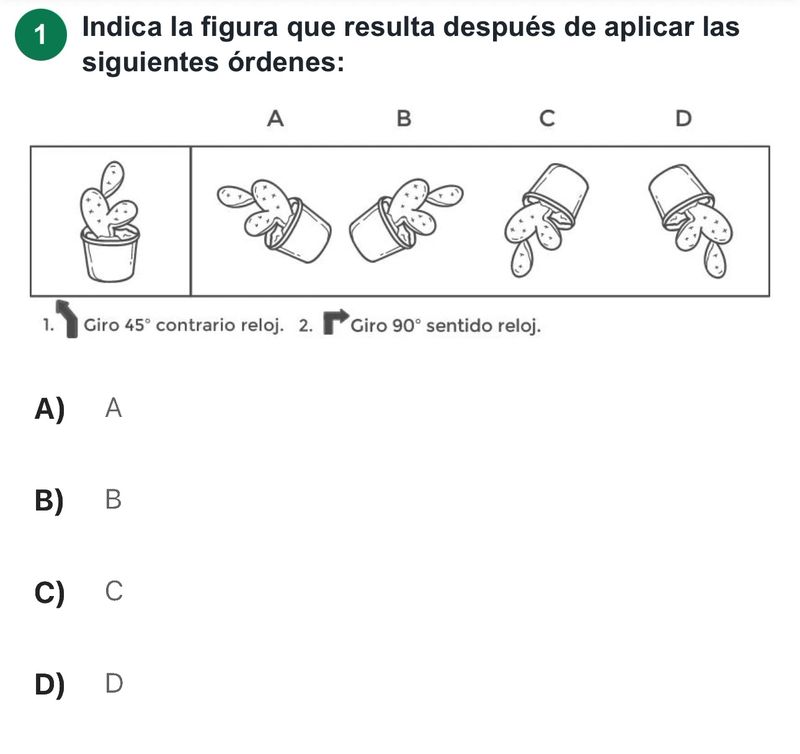 1 Indica la figura que resulta después de aplicar las
siguientes órdenes:
A B C D
1. Giro 45° contrario reloj. 2. Giro 90° sentido reloj.
A) A
B) B
C) C
D) D